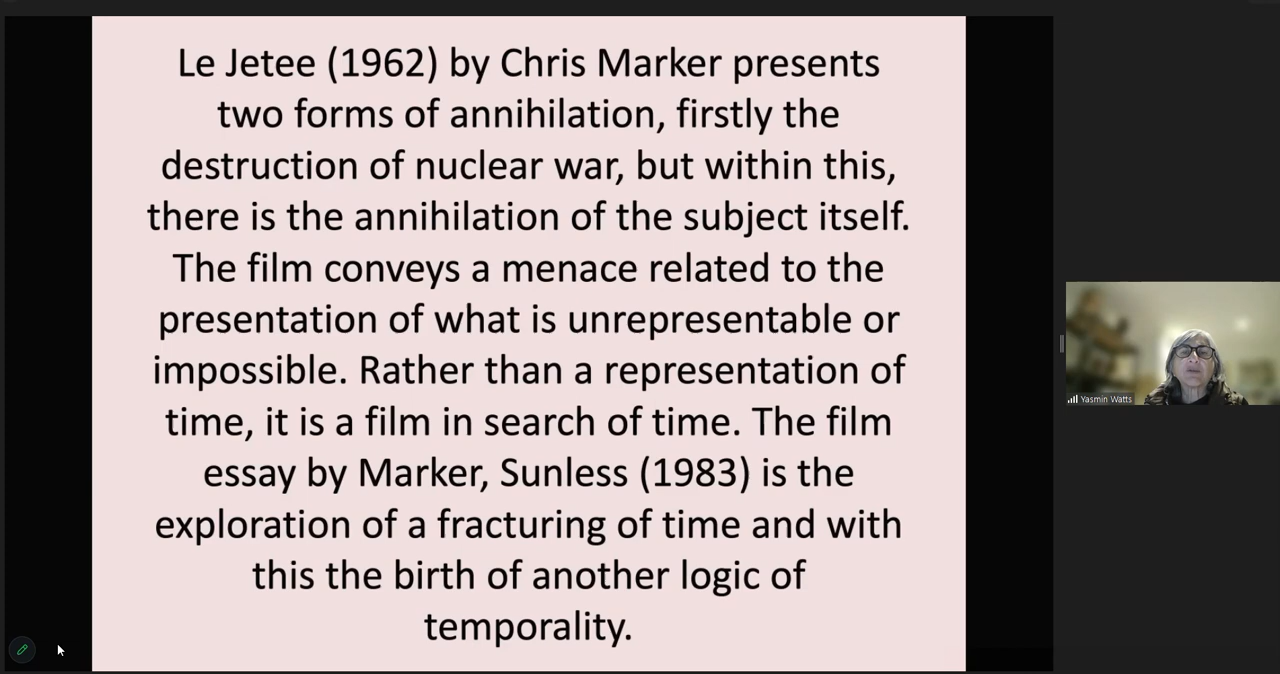 Le Jetee (1962) by Chris Marker presents
two forms of annihilation, firstly the
destruction of nuclear war, but within this,
there is the annihilation of the subject itself.
The film conveys a menace related to the
presentation of what is unrepresentable or
impossible. Rather than a representation of
time, it is a film in search of time. The film
essay by Marker, Sunless (1983) is the
exploration of a fracturing of time and with
this the birth of another logic of
temporality.
Yasmin Watts